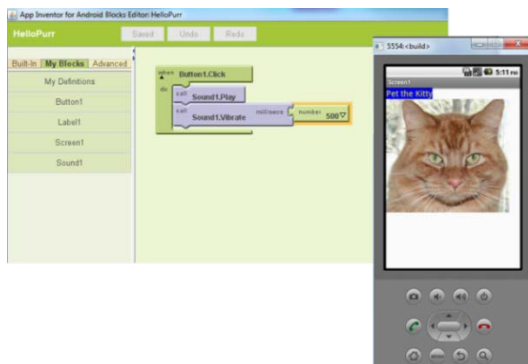 App Inventor for Android Blocks Editor: HelloPurr
HelloPurr
Saved
Undo
Redo
Built-In
My Blocks
Advanced
My Definitions
Button1
Label1
Screen1
Sound1
when Button1.Click
do
call Sound1.Play
call Sound1.Vibrate
millisecs
number 500
5554:<build>
5:11 PM
Screen1
Pet the Kitty